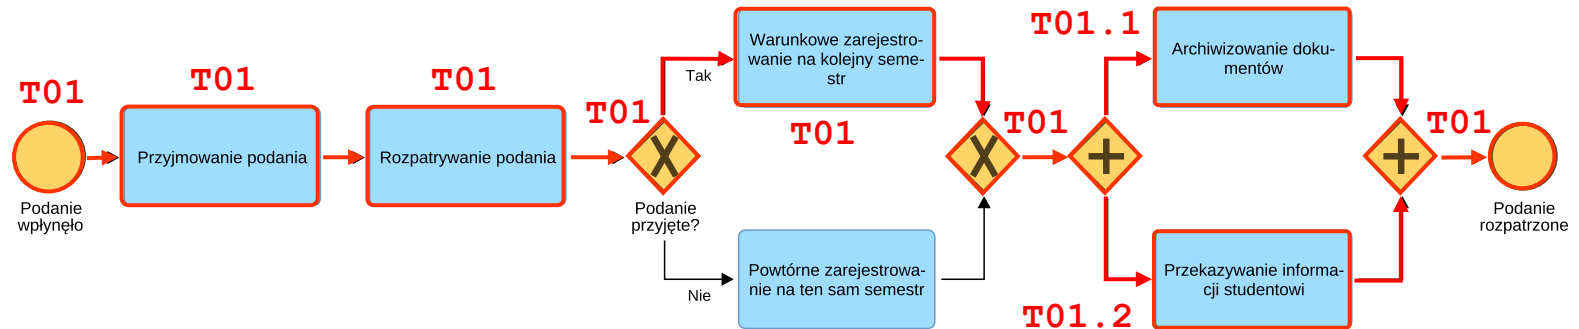 T01
Podanie
wpłynęło
T01
Przyjmowanie podania
T01
Rozpatrywanie podania
T01
Podanie
przyjęte?
Tak
Warunkowe zarejestro-
wanie na kolejny seme-
str
T01
Nie
Powtórne zarejestrowa-
nie na ten sam semestr
T01
T01.1
Archiwizowanie doku-
mentów
T01.2
Przekazywanie informa-
cji studentowi
T01
Podanie
rozpatrzone